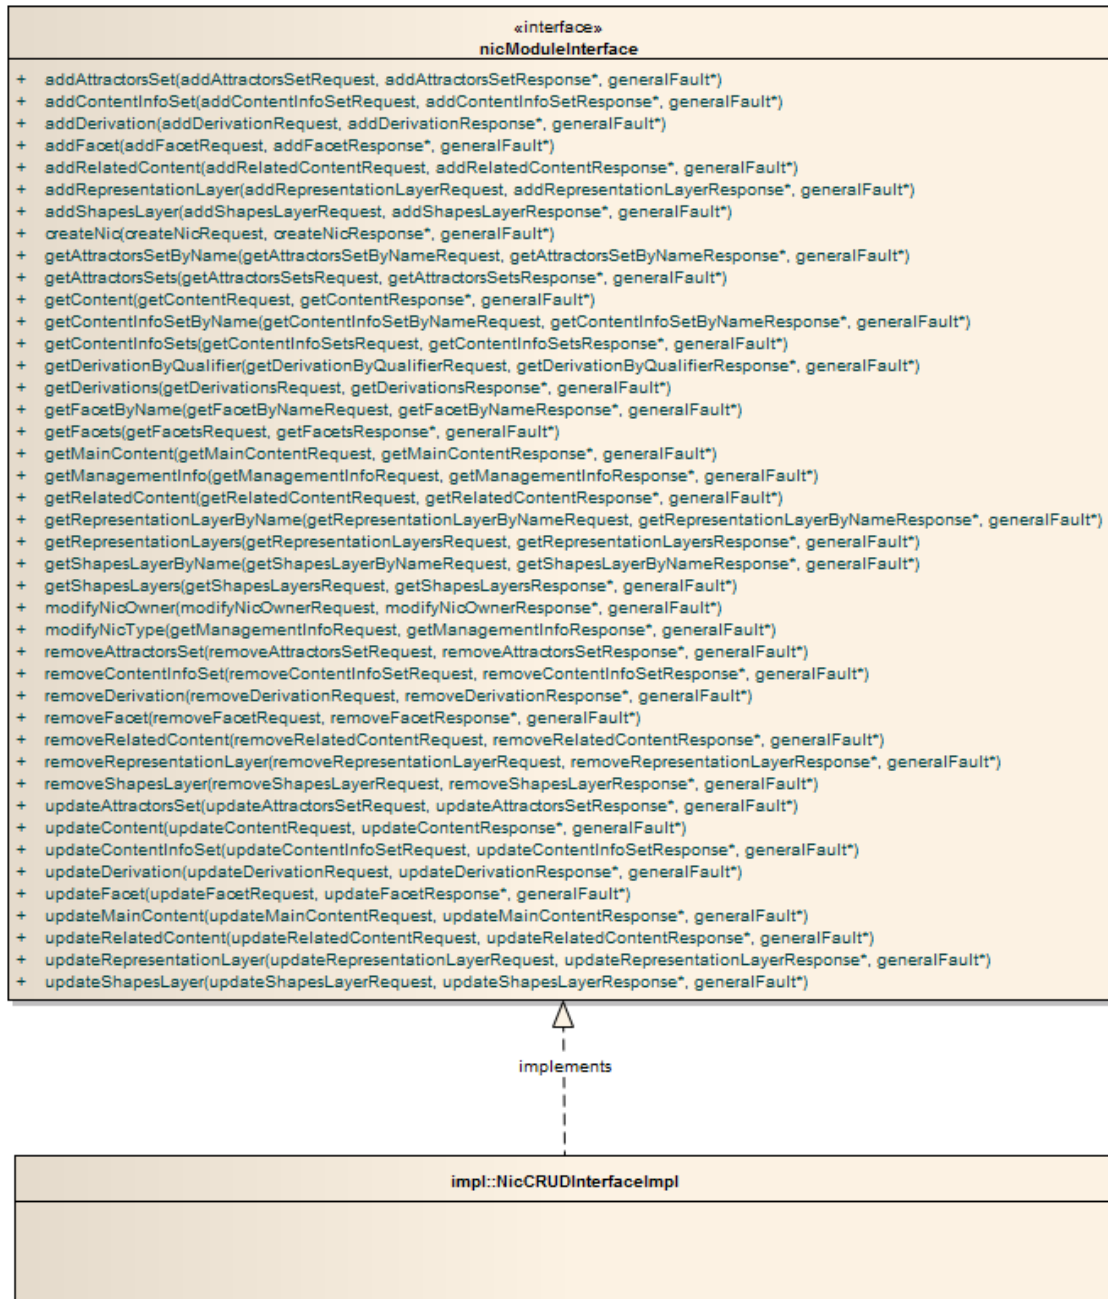 «interface»
nicModuleInterface
+ addAttractorsSet(addAttractorsSetRequest, addAttractorsSetResponse*, generalFault*)
+ addContentInfoSet(addContentInfoSetRequest, addContentInfoSetResponse*, generalFault*)
+ addDerivation(addDerivationRequest, addDerivationResponse*, generalFault*)
+ addFacet(addFacetRequest, addFacetResponse*, generalFault*)
+ addRelatedContent(addRelatedContentRequest, addRelatedContentResponse*, generalFault*)
+ addRepresentationLayer(addRepresentationLayerRequest, addRepresentationLayerResponse*, generalFault*)
+ addShapesLayer(addShapesLayerRequest, addShapesLayerResponse*, generalFault*)
+ createNic(createNicRequest, createNicResponse*, generalFault*)
+ getAttractorsSetByName(getAttractorsSetByNameRequest, getAttractorsSetByNameResponse*, generalFault*)
+ getAttractorsSets(getAttractorsSetsRequest, getAttractorsSetsResponse*, generalFault*)
+ getContent(getContentRequest, getContentResponse*, generalFault*)
+ getContentInfoSetByName(getContentInfoSetByNameRequest, getContentInfoSetByNameResponse*, generalFault*)
+ getContentInfoSets(getContentInfoSetsRequest, getContentInfoSetsResponse*, generalFault*)
+ getDerivationByQualifier(getDerivationByQualifierRequest, getDerivationByQualifierResponse*, generalFault*)
+ getDerivations(getDerivationsRequest, getDerivationsResponse*, generalFault*)
+ getFacetByName(getFacetByNameRequest, getFacetByNameResponse*, generalFault*)
+ getFacets(getFacetsRequest, getFacetsResponse*, generalFault*)
+ getMainContent(getMainContentRequest, getMainContentResponse*, generalFault*)
+ getManagementInfo(getManagementInfoRequest, getManagementInfoResponse*, generalFault*)
+ getRelatedContent(getRelatedContentRequest, getRelatedContentResponse*, generalFault*)
+ getRepresentationLayerByName(getRepresentationLayerByNameRequest, getRepresentationLayerByNameResponse*, generalFault*)
+ getRepresentationLayers(getRepresentationLayersRequest, getRepresentationLayersResponse*, generalFault*)
+ getShapesLayerByName(getShapesLayerByNameRequest, getShapesLayerByNameResponse*, generalFault*)
+ getShapesLayers(getShapesLayersRequest, getShapesLayersResponse*, generalFault*)
+ modifyNicOwner(modifyNicOwnerRequest, modifyNicOwnerResponse*, generalFault*)
+ modifyNicType(getManagementInfoRequest, getManagementInfoResponse*, generalFault*)
+ removeAttractorsSet(removeAttractorsSetRequest, removeAttractorsSetResponse*, generalFault*)
+ removeContentInfoSet(removeContentInfoSetRequest, removeContentInfoSetResponse*, generalFault*)
+ removeDerivation(removeDerivationRequest, removeDerivationResponse*, generalFault*)
+ removeFacet(removeFacetRequest, removeFacetResponse*, generalFault*)
+ removeRelatedContent(removeRelatedContentRequest, removeRelatedContentResponse*, generalFault*)
+ removeRepresentationLayer(removeRepresentationLayerRequest, removeRepresentationLayerResponse*, generalFault*)
+ removeShapesLayer(removeShapesLayerRequest, removeShapesLayerResponse*, generalFault*)
+ updateAttractorsSet(updateAttractorsSetRequest, updateAttractorsSetResponse*, generalFault*)
+ updateContent(updateContentRequest, updateContentResponse*, generalFault*)
+ updateContentInfoSet(updateContentInfoSetRequest, updateContentInfoSetResponse*, generalFault*)
+ updateDerivation(updateDerivationRequest, updateDerivationResponse*, generalFault*)
+ updateFacet(updateFacetRequest, updateFacetResponse*, generalFault*)
+ updateMainContent(updateMainContentRequest, updateMainContentResponse*, generalFault*)
+ updateRelatedContent(updateRelatedContentRequest, updateRelatedContentResponse*, generalFault*)
+ updateRepresentationLayer(updateRepresentationLayerRequest, updateRepresentationLayerResponse*, generalFault*)
+ updateShapesLayer(updateShapesLayerRequest, updateShapesLayerResponse*, generalFault*)
implements
impl::NicCRUDInterfaceImpl